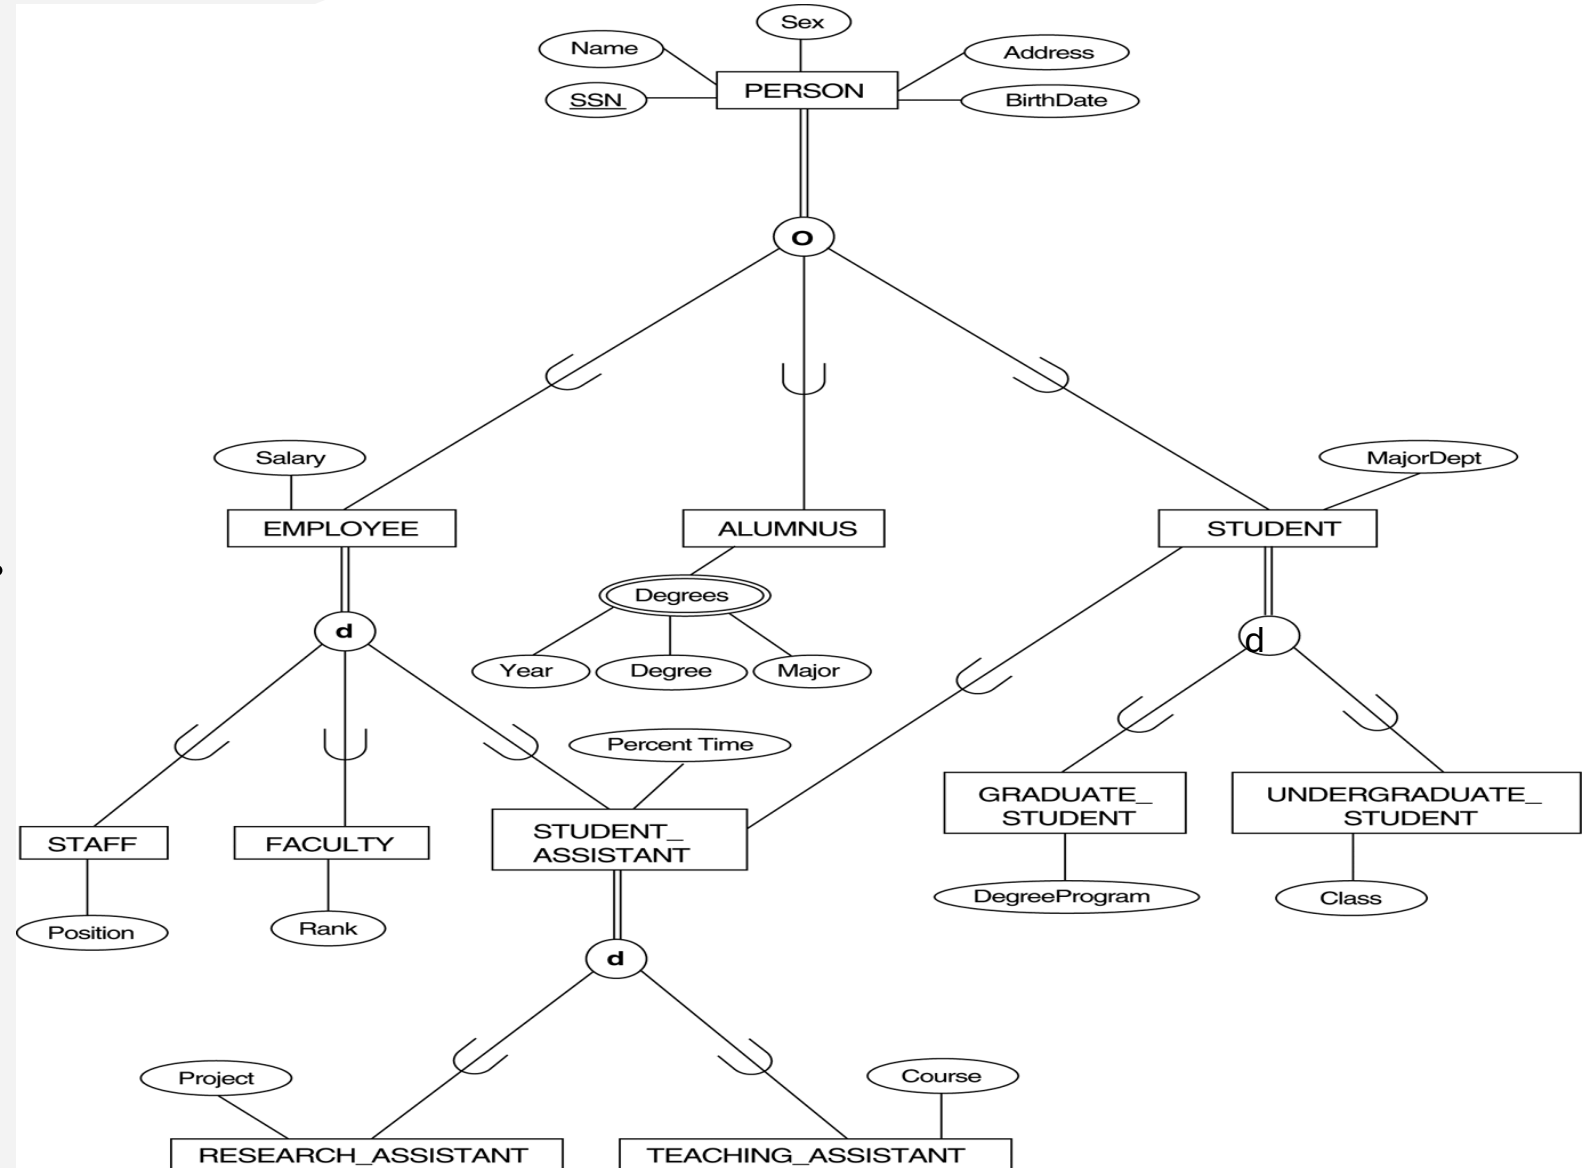 Sex
Name
Address
PERSON
SSN
BirthDate
O
Salary
MajorDept
EMPLOYEE
ALUMNUS
STUDENT
Degrees
d
d
Year
Degree
Major
Percent Time
GRADUATE_
STUDENT
UNDERGRADUATE_
STUDENT
STAFF
FACULTY
STUDENT_
ASSISTANT
DegreeProgram
Class
Position
Rank
d
Project
Course
RESEARCH_ASSISTANT
TEACHING_ASSISTANT